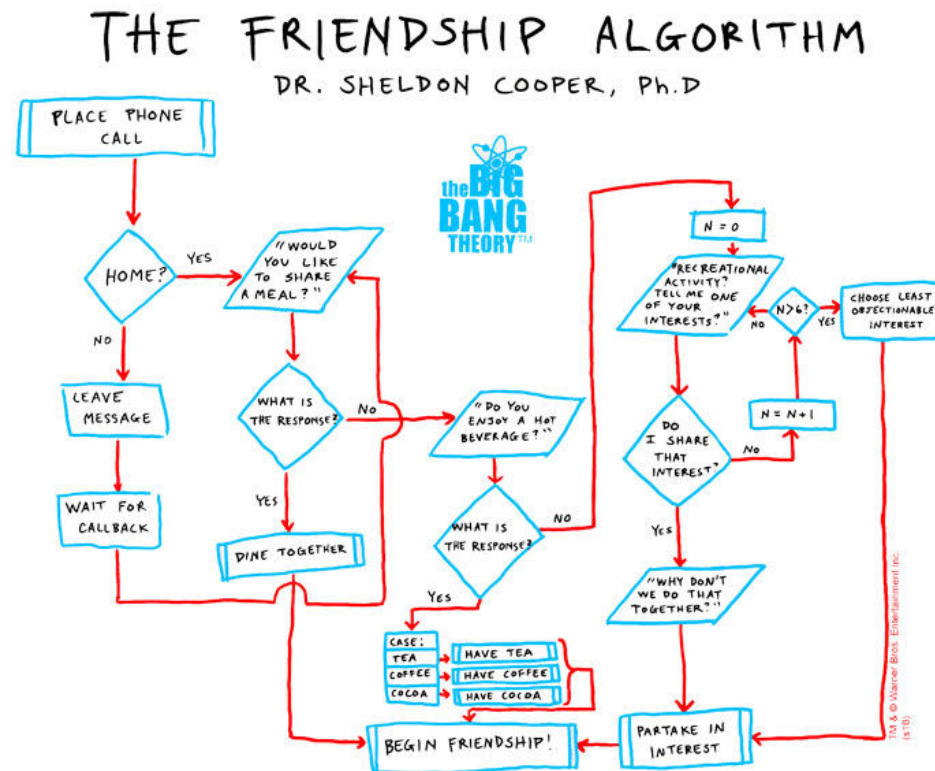 THE FRIENDSHIP ALGORITHM
DR. SHELDON COOPER, Ph.D
PLACE PHONE
CALL
the BIG
BANG
THEORY™
HOME?
YES
NO
"WOULD
YOU LIKE
TO SHARE
A MEAL?"
LEAVE
MESSAGE
WAIT FOR
CALLBACK
WHAT IS
THE RESPONSE?
NO
YES
DINE TOGETHER
"DO YOU
ENJOY A HOT
BEVERAGE?"
WHAT IS
THE RESPONSE?
NO
YES
CASE:
TEA
HAVE TEA
COFFEE
HAVE COFFEE
COCOA
HAVE COCOA
BEGIN FRIENDSHIP!
N = 0
"RECREATIONAL
ACTIVITY?
TELL ME ONE
OF YOUR
INTERESTS?"
N>6?
NO
YES
CHOOSE LEAST
OBJECTIONABLE
INTEREST
N = N+1
DO
I SHARE
THAT
INTEREST?
NO
YES
"WHY DON'T
WE DO THAT
TOGETHER?"
PARTAKE IN
INTEREST
TM & © Warner Bros. Entertainment Inc.
(s10)